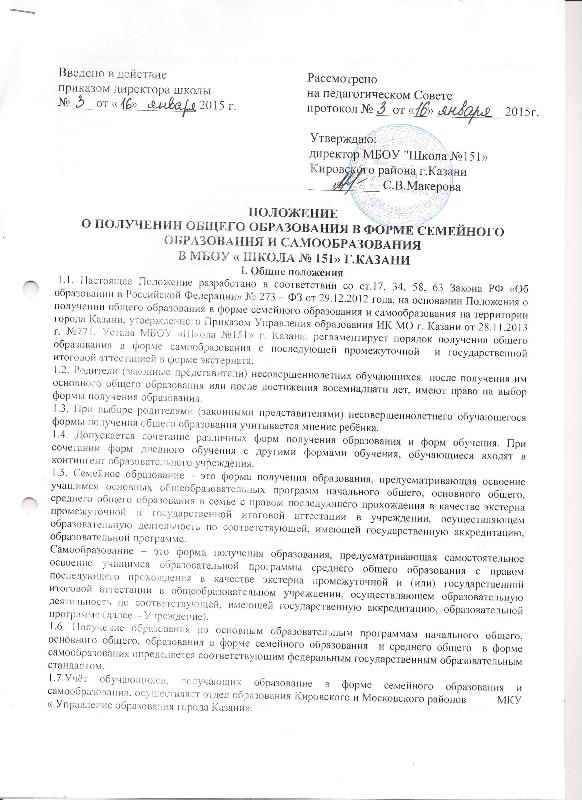 Введено в действие
приказом директора школы
№ 3 от «16» января 2015 г.
Рассмотрено
на педагогическом Совете
протокол № 3 от «16» января 2015г.
Утверждаю:
директор МБОУ "Школа №151»
Кировского района г.Казани
С.В.Макерова
ПОЛОЖЕНИЕ
О ПОЛУЧЕНИИ ОБЩЕГО ОБРАЗОВАНИЯ В ФОРМЕ СЕМЕЙНОГО
ОБРАЗОВАНИЯ И САМООБРАЗОВАНИЯ
В МБОУ « ШКОЛА № 151» Г.КАЗАНИ
I. Общие положения
1.1. Настоящее Положение разработано в соответствии со ст.17, 34, 58, 63 Закона РФ «Об
образовании в Российской Федерации» № 273 – ФЗ от 29.12.2012 года, на основании Положения о
получении общего образования в форме семейного образования и самообразования на территории
города Казани, утвержденного Приказом Управления образования ИК МО г. Казани от 28.11.2013
г. №771, Устава МБОУ «Школа №151» г. Казани, регламентирует порядок получения общего
образования в форме самообразования с последующей промежуточной и государственной
итоговой аттестацией в форме экстерната.
1.2. Родители (законные представители) несовершеннолетних обучающихся после получения им
основного общего образования или после достижения восемнадцати лет, имеют право на выбор
формы получения образования.
1.3. При выборе родителями (законными представителями) несовершеннолетнего обучающегося
формы получения общего образования учитывается мнение ребёнка.
1.4. Допускается сочетание различных форм получения образования и форм обучения. При
сочетании форм дневного обучения с другими формами обучения, обучающиеся входят в
контингент образовательного учреждения.
1.5. Семейное образование – это форма получения образования, предусматривающая освоение
учащимся основных общеобразовательных программ начального общего, основного общего,
среднего общего образования в семье с правом последующего прохождения в качестве экстерна
промежуточной и государственной итоговой аттестации в учреждении, осуществляющем
образовательную деятельность по соответствующей, имеющей государственную аккредитацию,
образовательной программе.
Самообразование – это форма получения образования, предусматривающая самостоятельное
освоение учащимся образовательной программы среднего общего образования с правом
последующего прохождения в качестве экстерна промежуточной и (или) государственной
итоговой аттестации в общеобразовательном учреждении, осуществляющем образовательную
деятельность по соответствующей, имеющей государственную аккредитацию, образовательной
программе(далее – Учреждение).
1.6. Получение образования по основным образовательным программам начального общего,
основного общего, образования в форме семейного образования и среднего общего в форме
самообразования определяется соответствующим федеральным государственным образовательным
стандартом.
1.7.Учёт обучающихся, получающих образование в форме семейного образования и
самообразования, осуществляет отдел образования Кировского и Московского районов МКУ
« Управление образования города Казани».